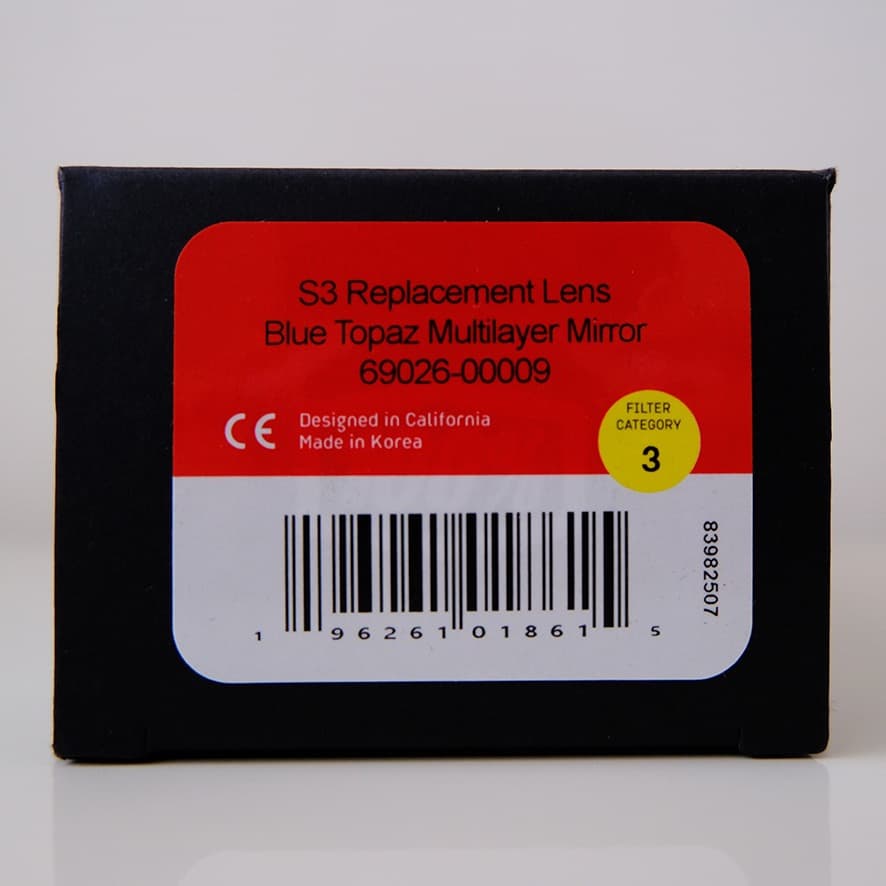 S3 Replacement Lens
Blue Topaz Multilayer Mirror
69026-00009
CE
Designed in California
Made in Korea
FILTER
CATEGORY
3
83982507
1 96261 01861 5